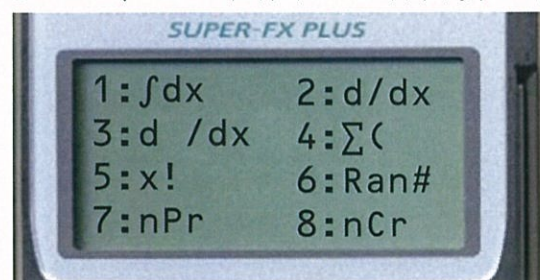 SUPER-FX PLUS
1:∫dx 2:d/dx
3:d /dx 4:∑(
5:x! 6:Ran#
7:nPr 8:nCr